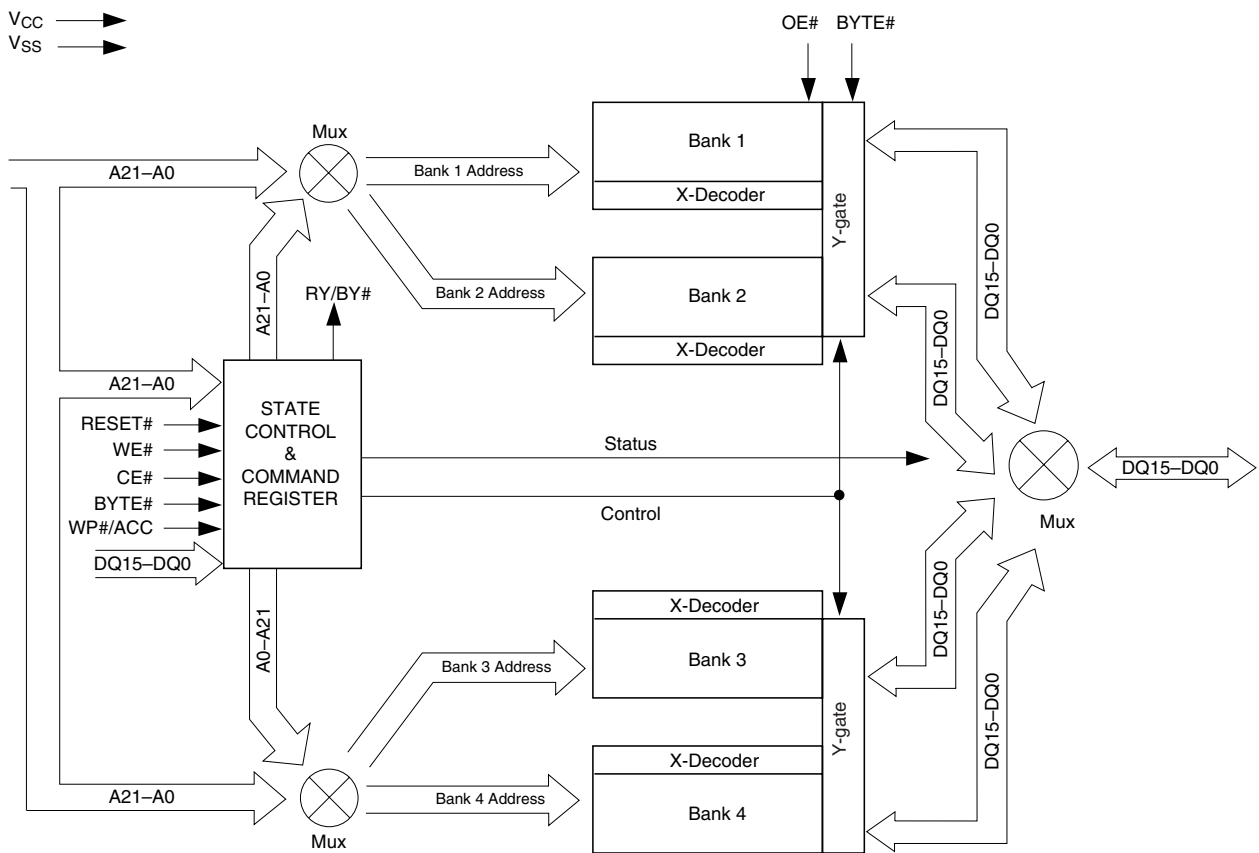 VCC
VSS
OE#
BYTE#
Mux
A21–A0
Bank 1 Address
Bank 1
X-Decoder
Y-gate
DQ15–DQ0
A21–A0
RY/BY#
Bank 2 Address
Bank 2
X-Decoder
DQ15–DQ0
A21–A0
STATE
CONTROL
&
COMMAND
REGISTER
RESET#
WE#
CE#
BYTE#
WP#/ACC
DQ15–DQ0
Status
Control
DQ15–DQ0
Mux
A0–A21
X-Decoder
Bank 3 Address
Bank 3
DQ15–DQ0
Y-gate
DQ15–DQ0
X-Decoder
A21–A0
Mux
Bank 4 Address
Bank 4